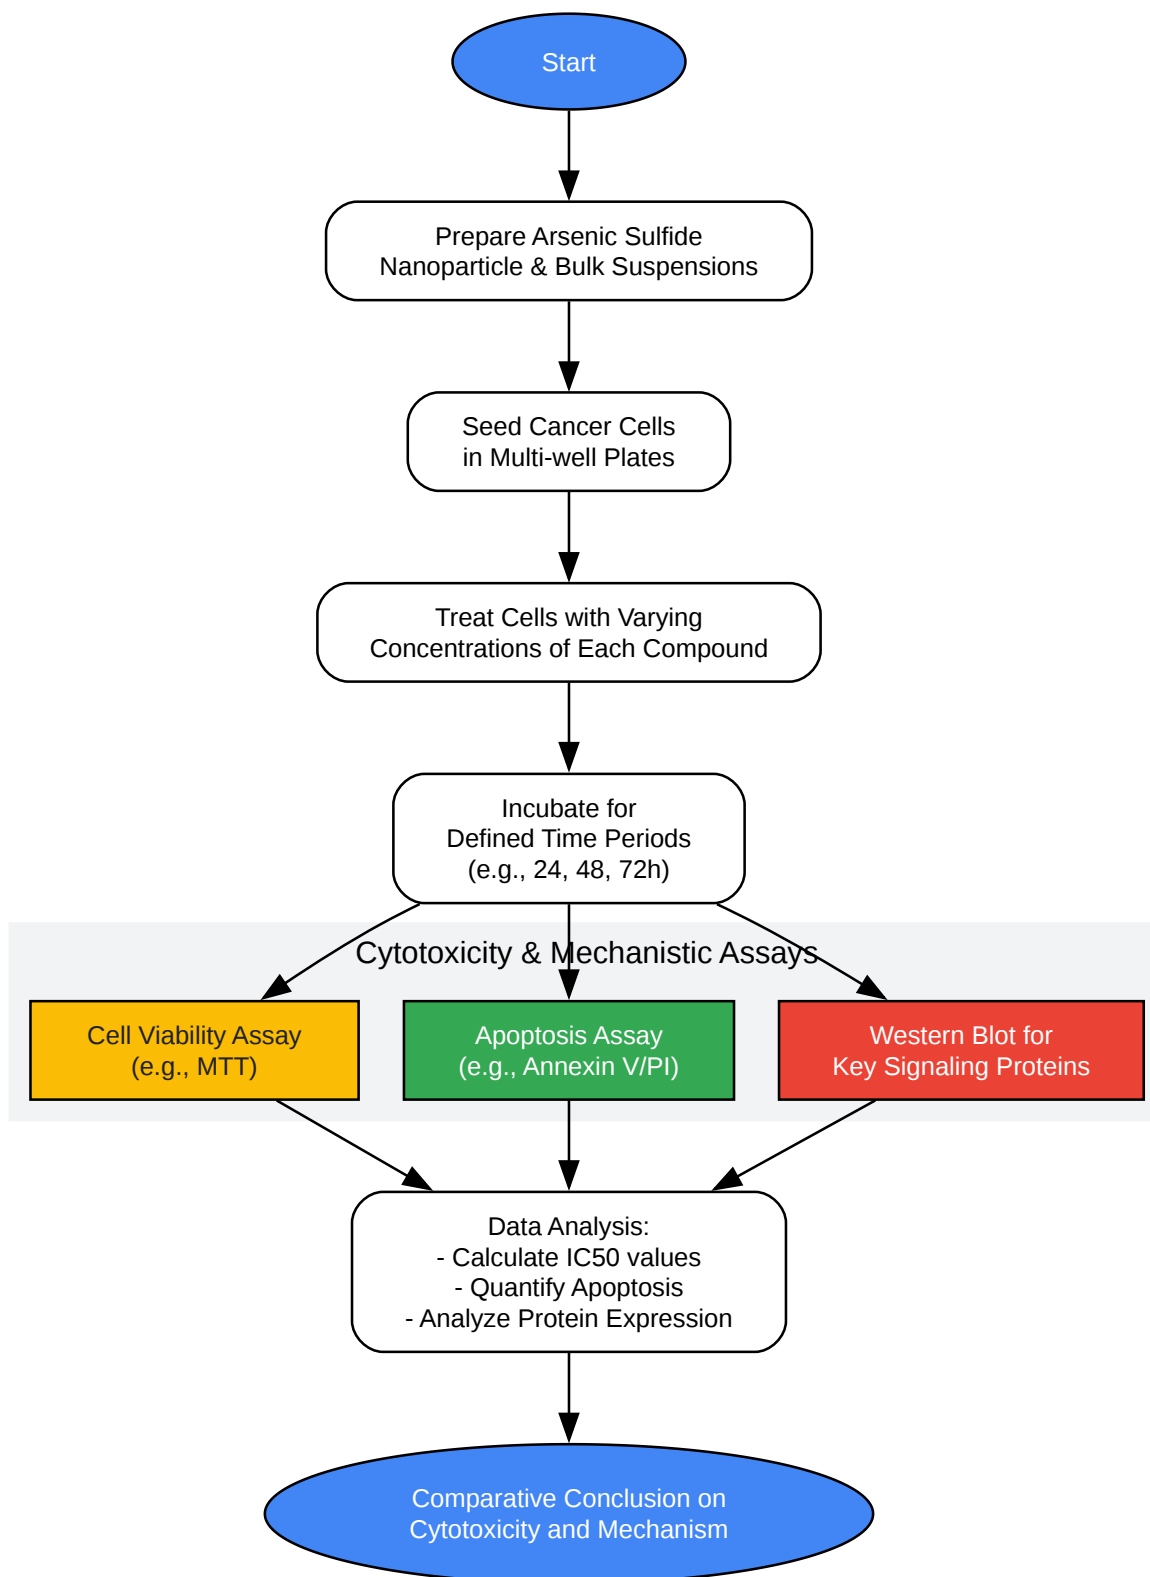 Start
Prepare Arsenic Sulfide
Nanoparticle & Bulk Suspensions
Seed Cancer Cells
in Multi-well Plates
Treat Cells with Varying
Concentrations of Each Compound
Incubate for
Defined Time Periods
(e.g., 24, 48, 72h)
Cytotoxicity & Mechanistic Assays
Cell Viability Assay
(e.g., MTT)
Apoptosis Assay
(e.g., Annexin V/PI)
Western Blot for
Key Signaling Proteins
Data Analysis:
- Calculate IC50 values
- Quantify Apoptosis
- Analyze Protein Expression
Comparative Conclusion on
Cytotoxicity and Mechanism